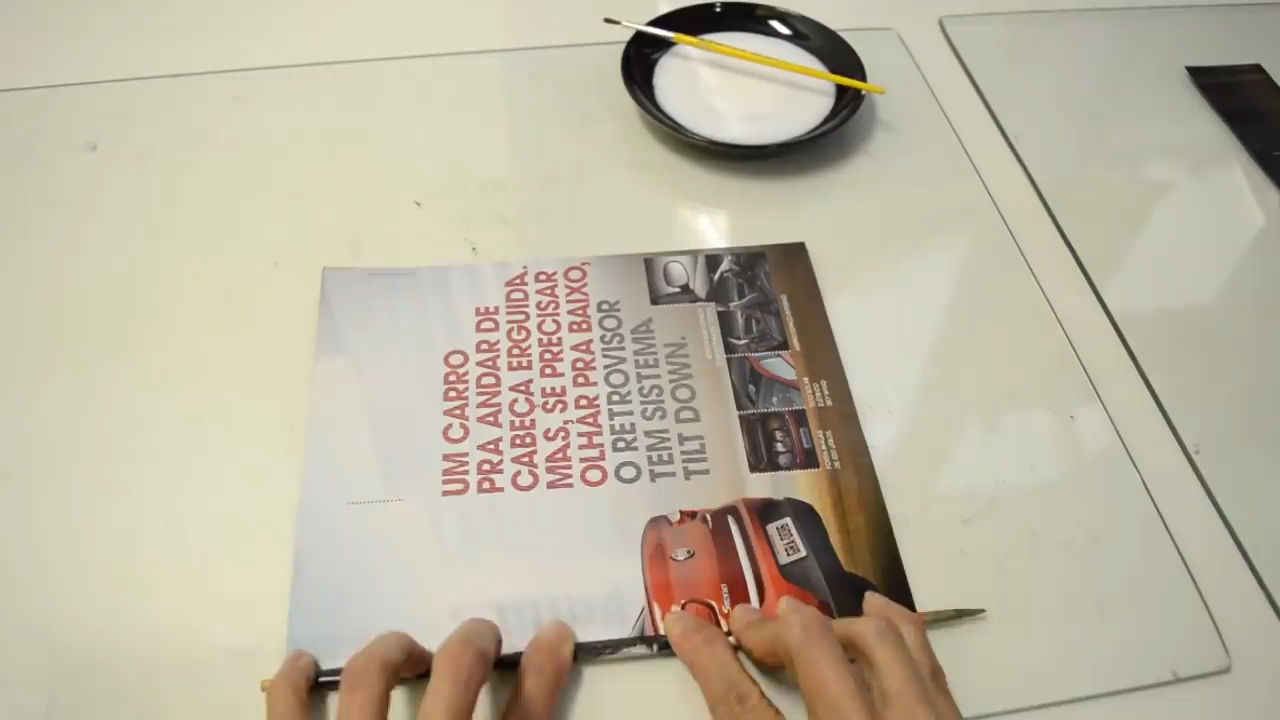 UM CARRO
PRA ANDAR DE
CABEÇA ERGUIDA.
MAS, SE PRECISAR
OLHAR PRA BAIXO,
O RETROVISOR
TEM SISTEMA
TILT DOWN.